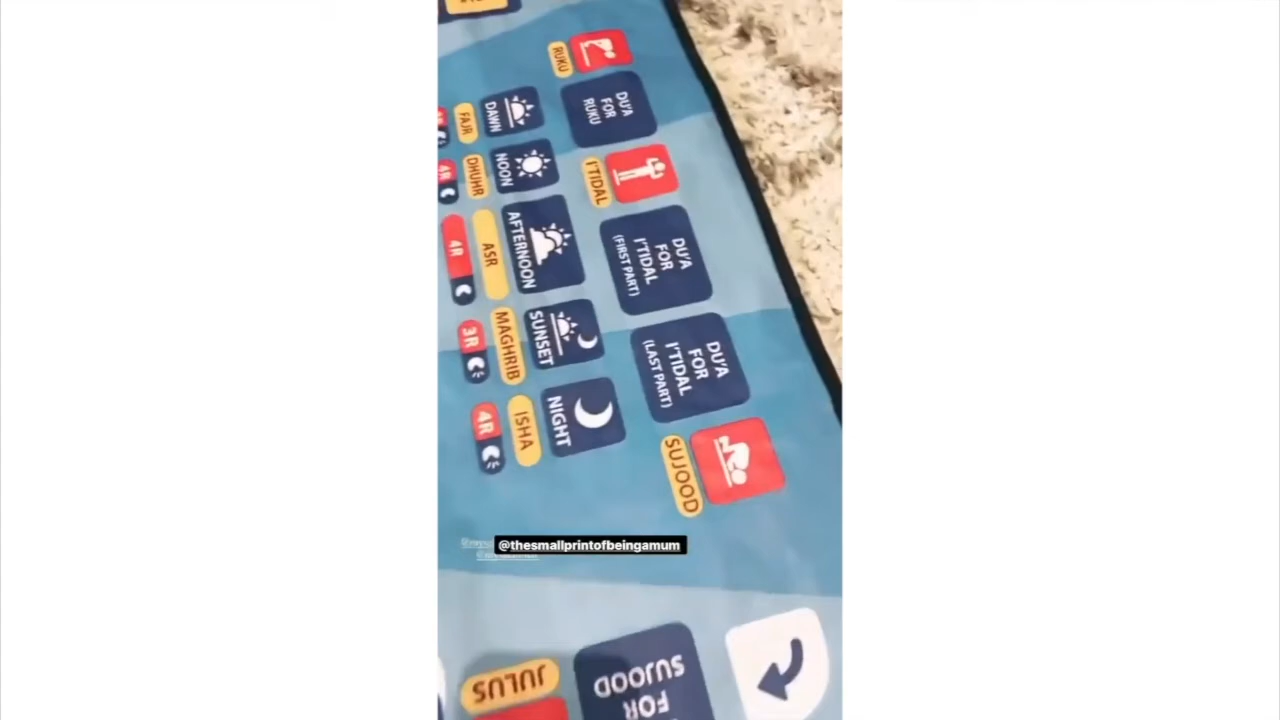 RUKU
DU'A
FOR
RUKU
I'TIDAL
DU'A
FOR
I'TIDAL
(FIRST PART)
DU'A
FOR
I'TIDAL
(LAST PART)
SUJOOD
DAWN
FAJR
NOON
DHUHR
4R
AFTERNOON
ASR
4R
SUNSET
MAGHRIB
3R
NIGHT
ISHA
4R
@thesmallprintofbeingamum
JULUS
FOR
SUJOOD